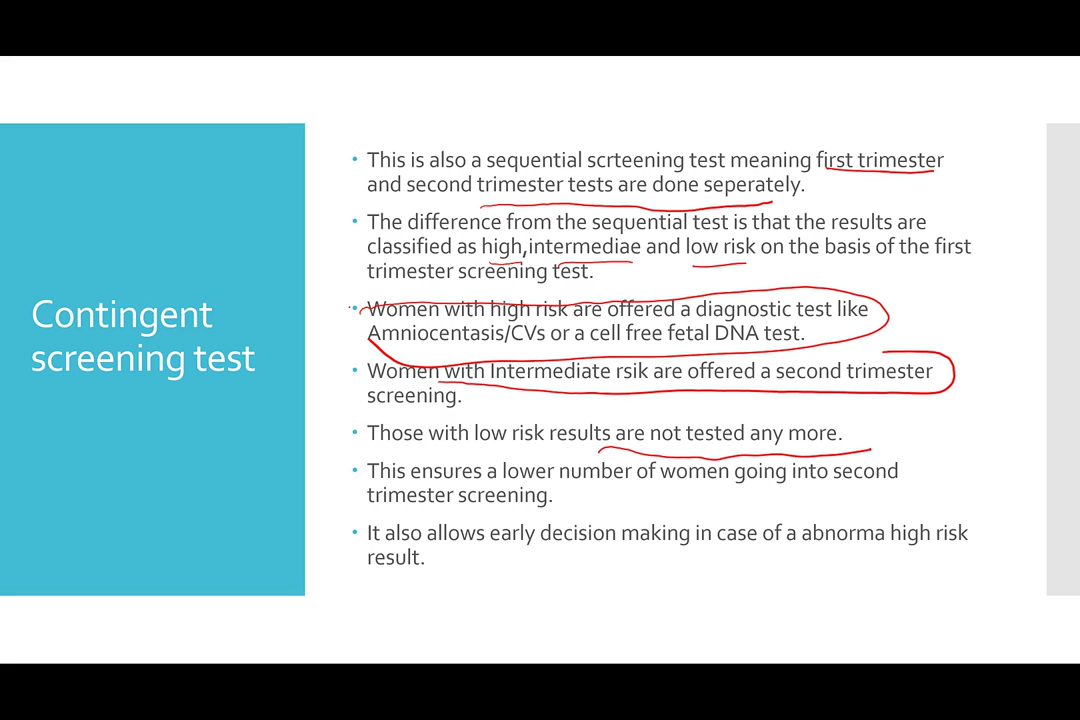 Contingent
screening test
• This is also a sequential scrteening test meaning first trimester
and second trimester tests are done seperately.
• The difference from the sequential test is that the results are
classified as high,intermediae and low risk on the basis of the first
trimester screening test.
• Women with high risk are offered a diagnostic test like
Amniocentasis/CVs or a cell free fetal DNA test.
• Women with Intermediate rsik are offered a second trimester
screening.
• Those with low risk results are not tested any more.
• This ensures a lower number of women going into second
trimester screening.
• It also allows early decision making in case of a abnorma high risk
result.